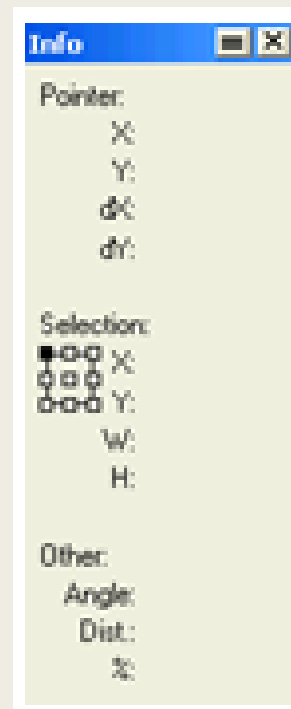 Info
Pointer:
X:
Y:
dX:
dY:
Selection:
X:
Y:
W:
H:
Other:
Angle:
Dist.:
%: